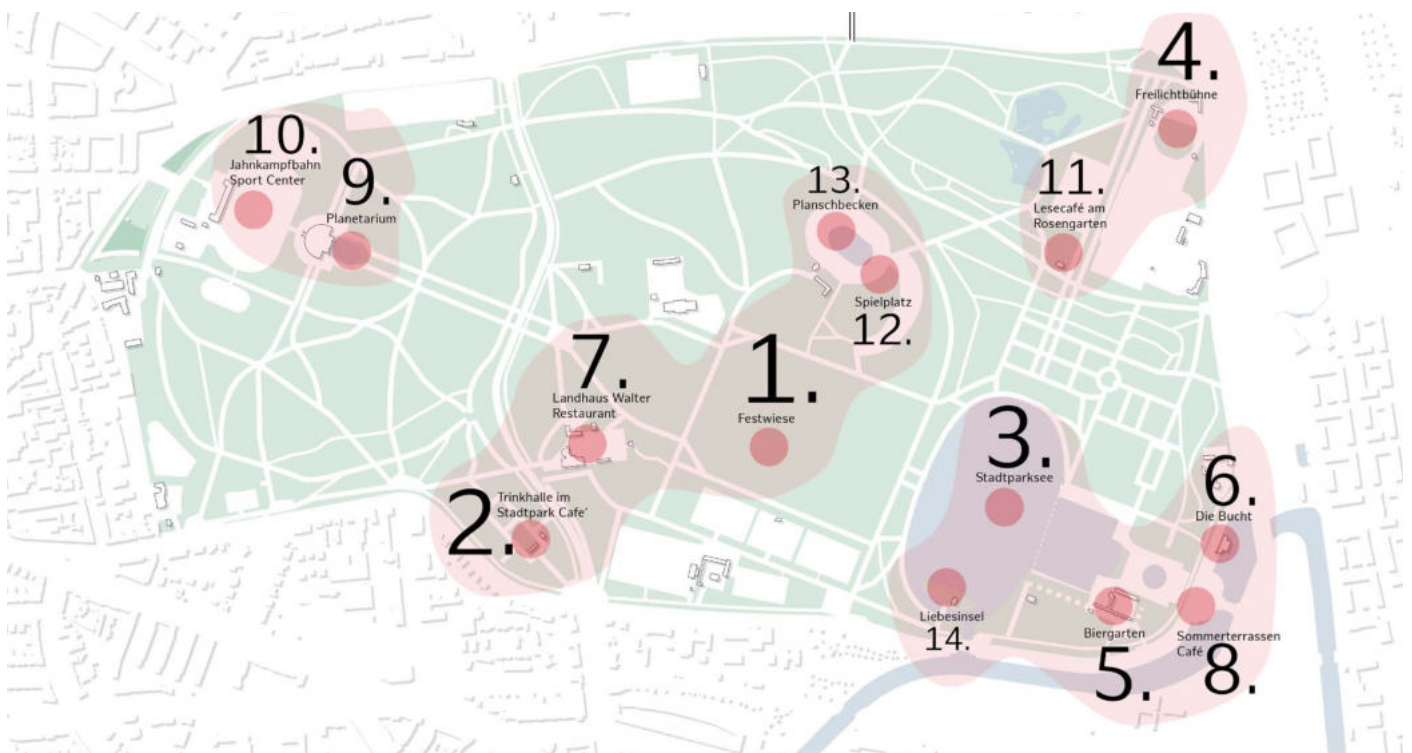 4.
Freilichtbühne
10.
Jahnkampfbahn
Sport Center
9.
Planetarium
13.
Planschbecken
11.
Lesecafé am
Rosengarten
Spielplatz
12.
7.
Landhaus Walter
Restaurant
1.
Festwiese
3.
Stadtparksee
2.
Trinkhalle im
Stadtpark Cafe´
6.
Die Bucht
Liebesinsel
14.
Biergarten
5.
Sommerterrassen
Café
8.